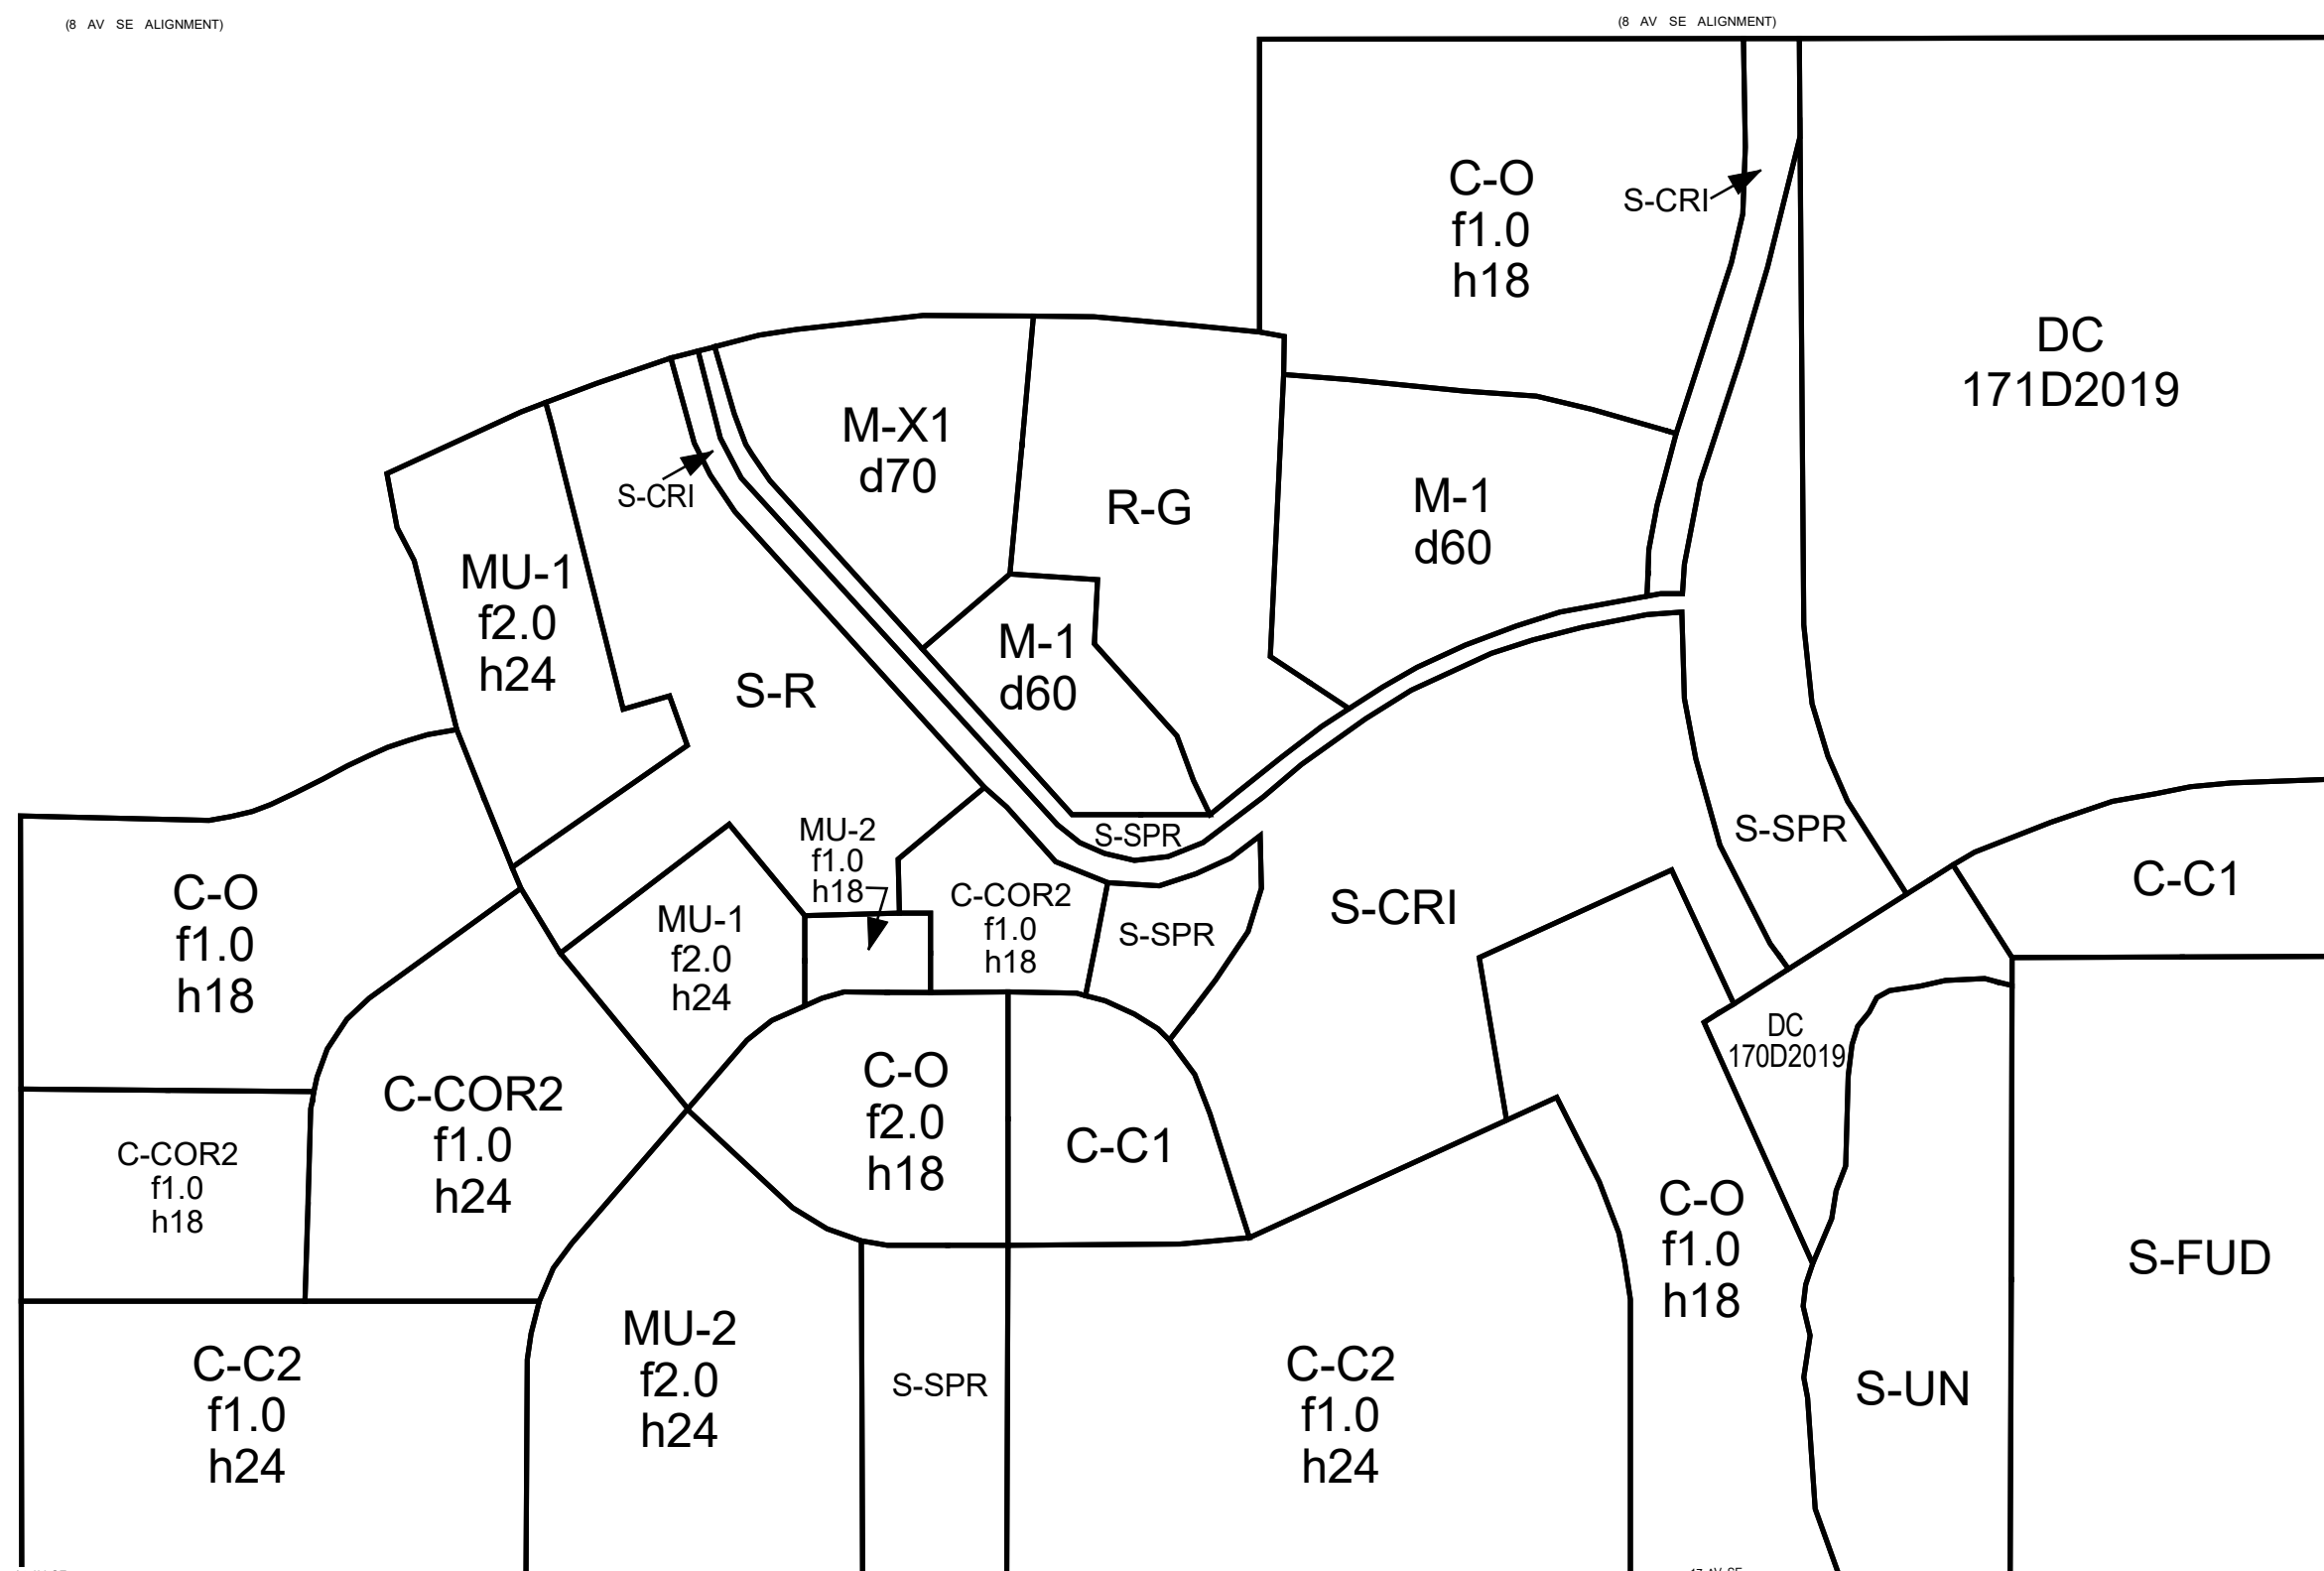 (8 AV SE ALIGNMENT)
(8 AV SE ALIGNMENT)
C-O
f1.0
h18
S-CRI
DC
171D2019
M-X1
d70
S-CRI
R-G
M-1
d60
MU-1
f2.0
h24
S-R
M-1
d60
MU-2
f1.0
h18
S-SPR
S-SPR
C-O
f1.0
h18
MU-1
f2.0
h24
C-COR2
f1.0
h18
S-SPR
S-CRI
C-C1
DC
170D2019
C-COR2
f1.0
h18
C-COR2
f1.0
h24
C-O
f2.0
h18
C-C1
C-O
f1.0
h18
S-FUD
C-C2
f1.0
h24
MU-2
f2.0
h24
S-SPR
C-C2
f1.0
h24
S-UN